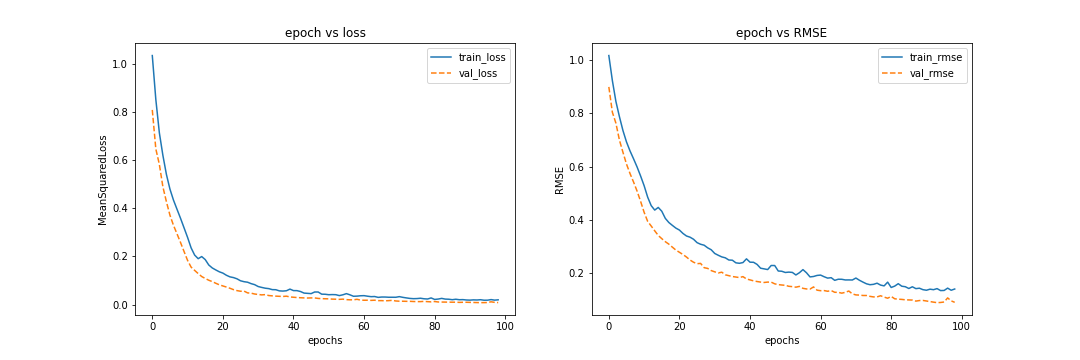 epoch vs loss
MeanSquaredLoss
1.0
0.8
0.6
0.4
0.2
0.0
train_loss
val_loss
0 20 40 60 80 100
epochs
epoch vs RMSE
RMSE
1.0
0.8
0.6
0.4
0.2
train_rmse
val_rmse
0 20 40 60 80 100
epochs